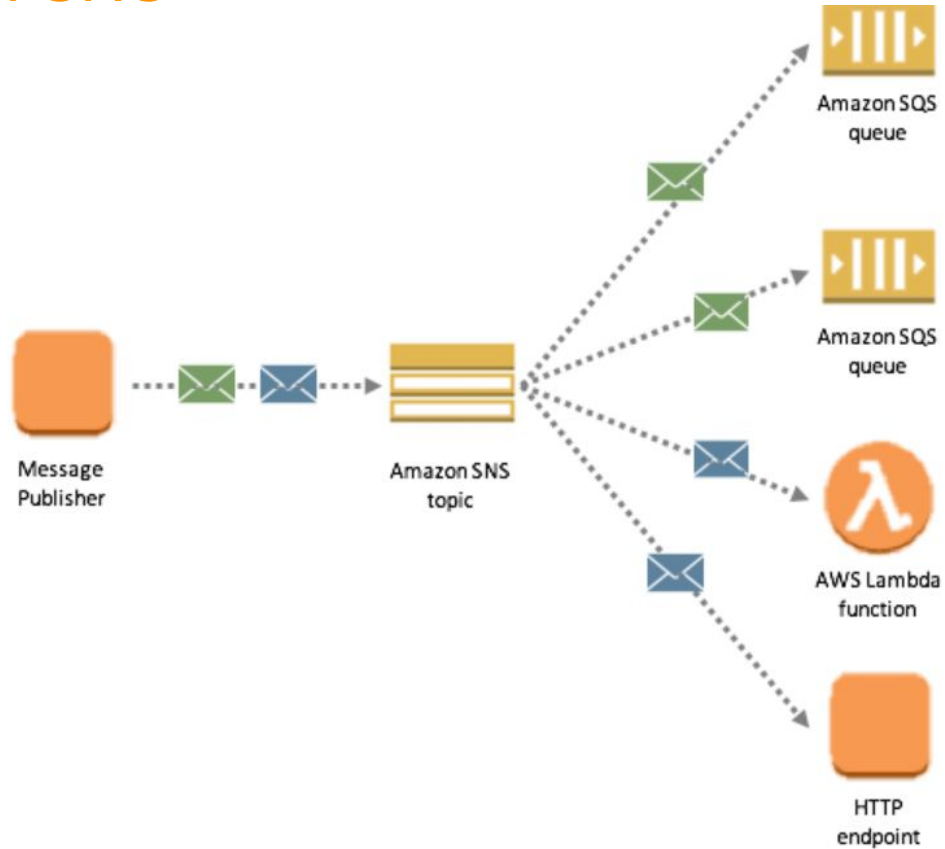 Amazon SQS
queue
Amazon SQS
queue
Message
Publisher
Amazon SNS
topic
AWS Lambda
function
HTTP
endpoint